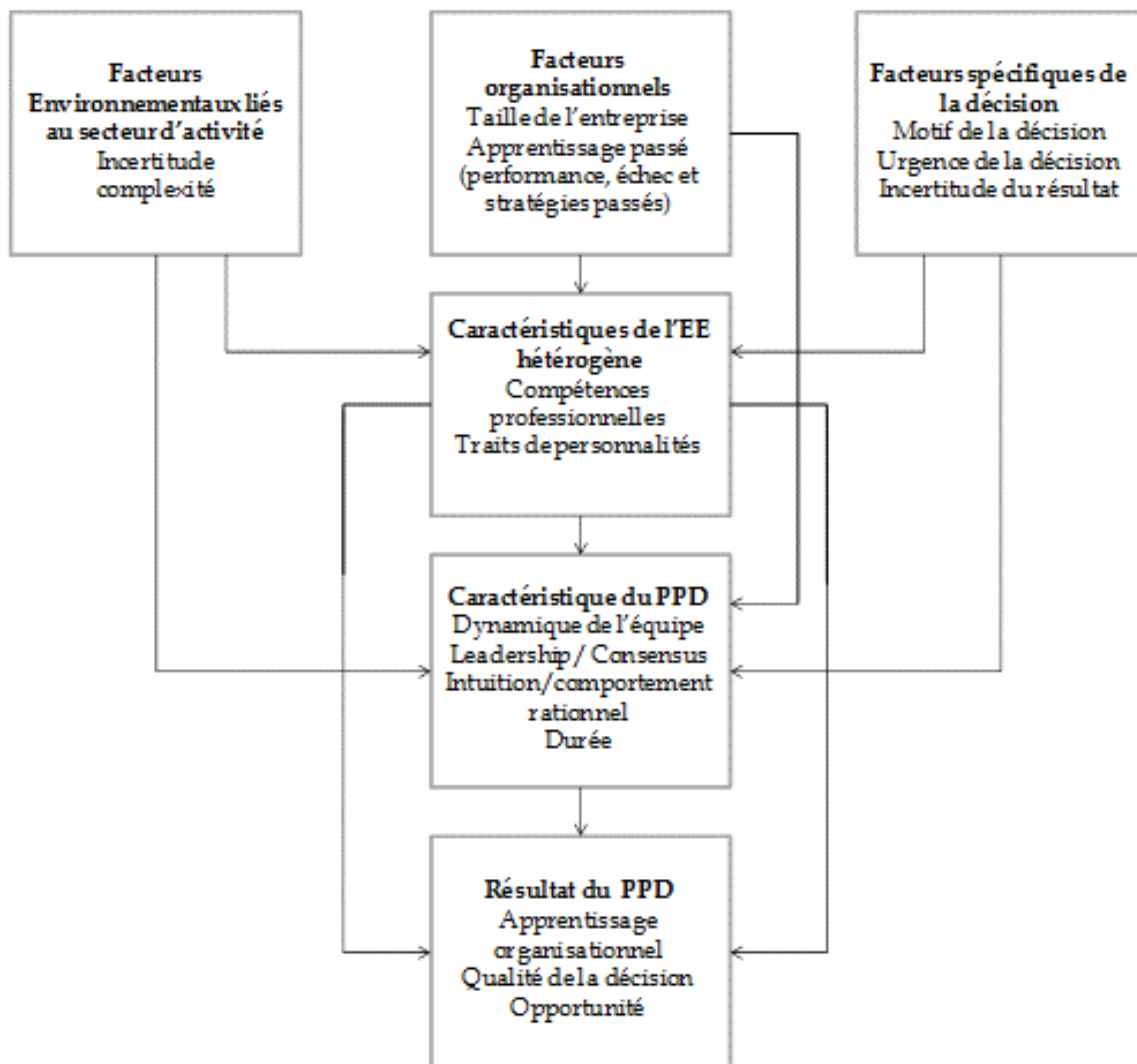 Facteurs
Environnementaux liés
au secteur d'activité
Incertitude
complexité
Facteurs
organisationnels
Taille de l'entreprise
Apprentissage passé
(performance, échec et
stratégies passés)
Facteurs spécifiques de
la décision
Motif de la décision
Urgence de la décision
Incertitude du résultat
Caractéristiques de l'EE
hétérogène
Compétences
professionnelles
Traits de personnalités
Caractéristique du PPD
Dynamique de l'équipe
Leadership / Consensus
Intuition/comportement
rationnel
Durée
Résultat du PPD
Apprentissage
organisationnel
Qualité de la décision
Opportunité